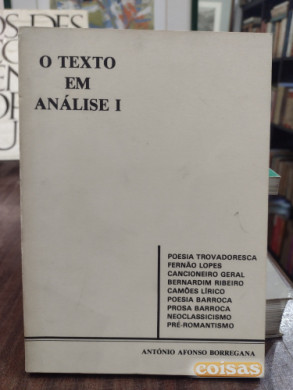 O TEXTO
EM
ANÁLISE I
POESIA TROVADORESCA
FERNÃO LOPES
CANCIONEIRO GERAL
BERNARDIM RIBEIRO
CAMÕES LÍRICO
POESIA BARROCA
PROSA BARROCA
NEOCLASSICISMO
PRÉ-ROMANTISMO
ANTÓNIO AFONSO BORREGANA
coisas